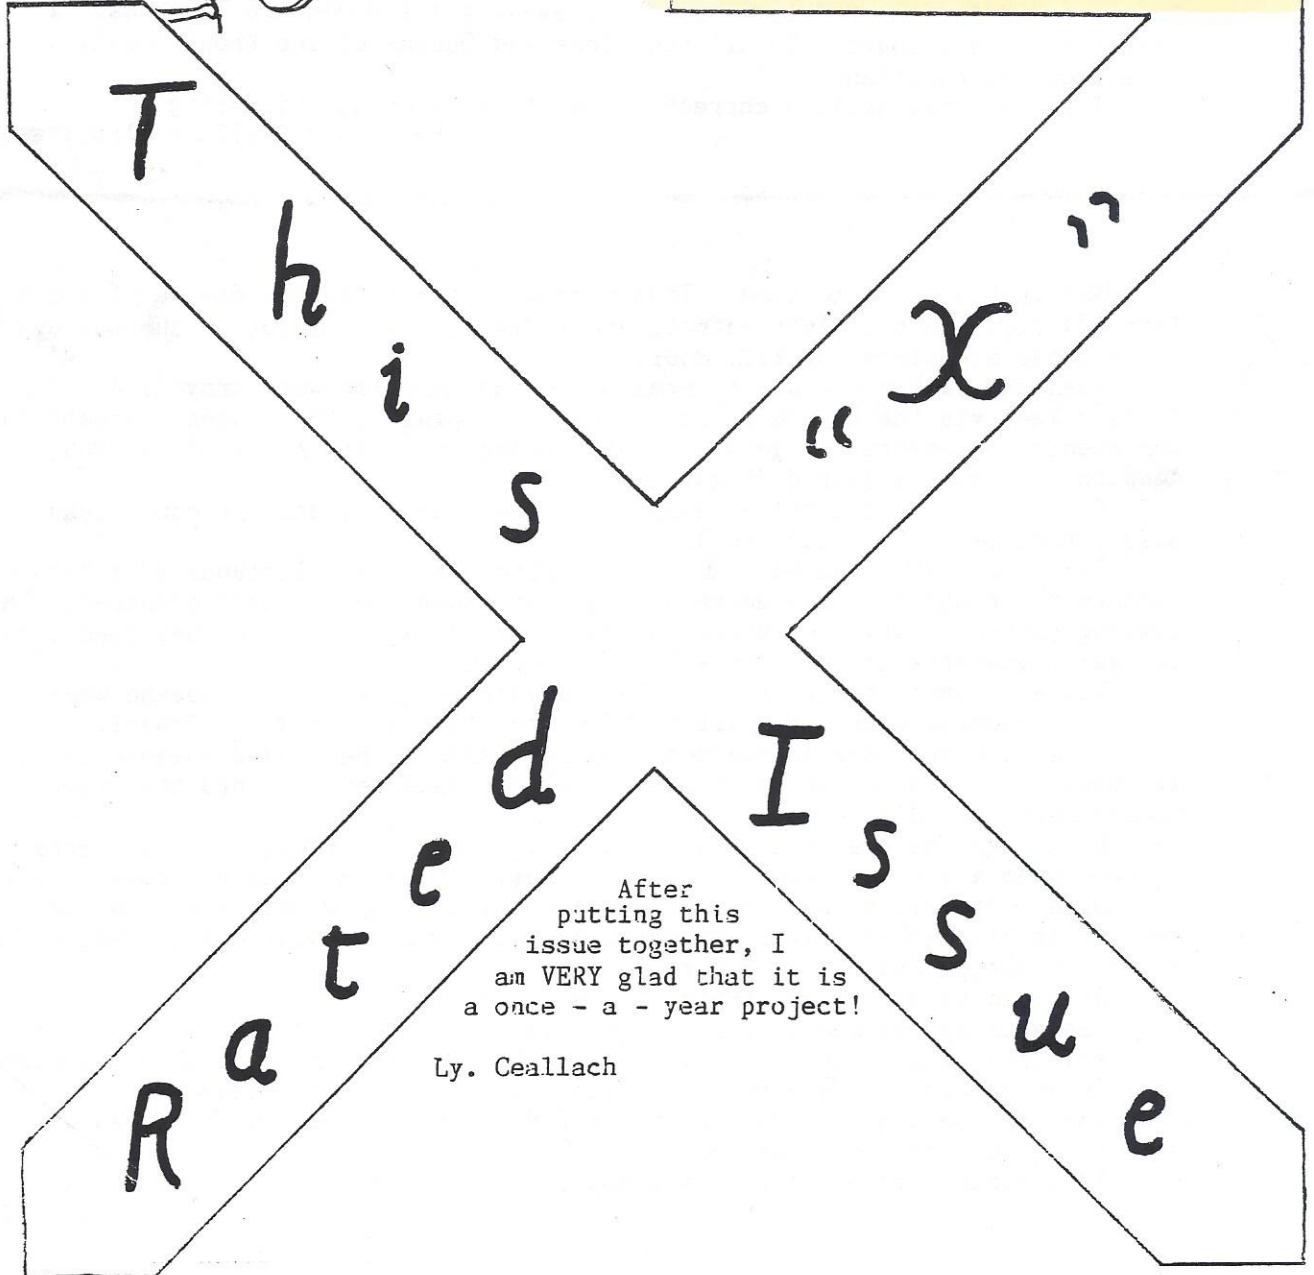 This
Rated
"X"
Issue
After
putting this
issue together, I
am VERY glad that it is
a once - a - year project!
Ly. Ceallach